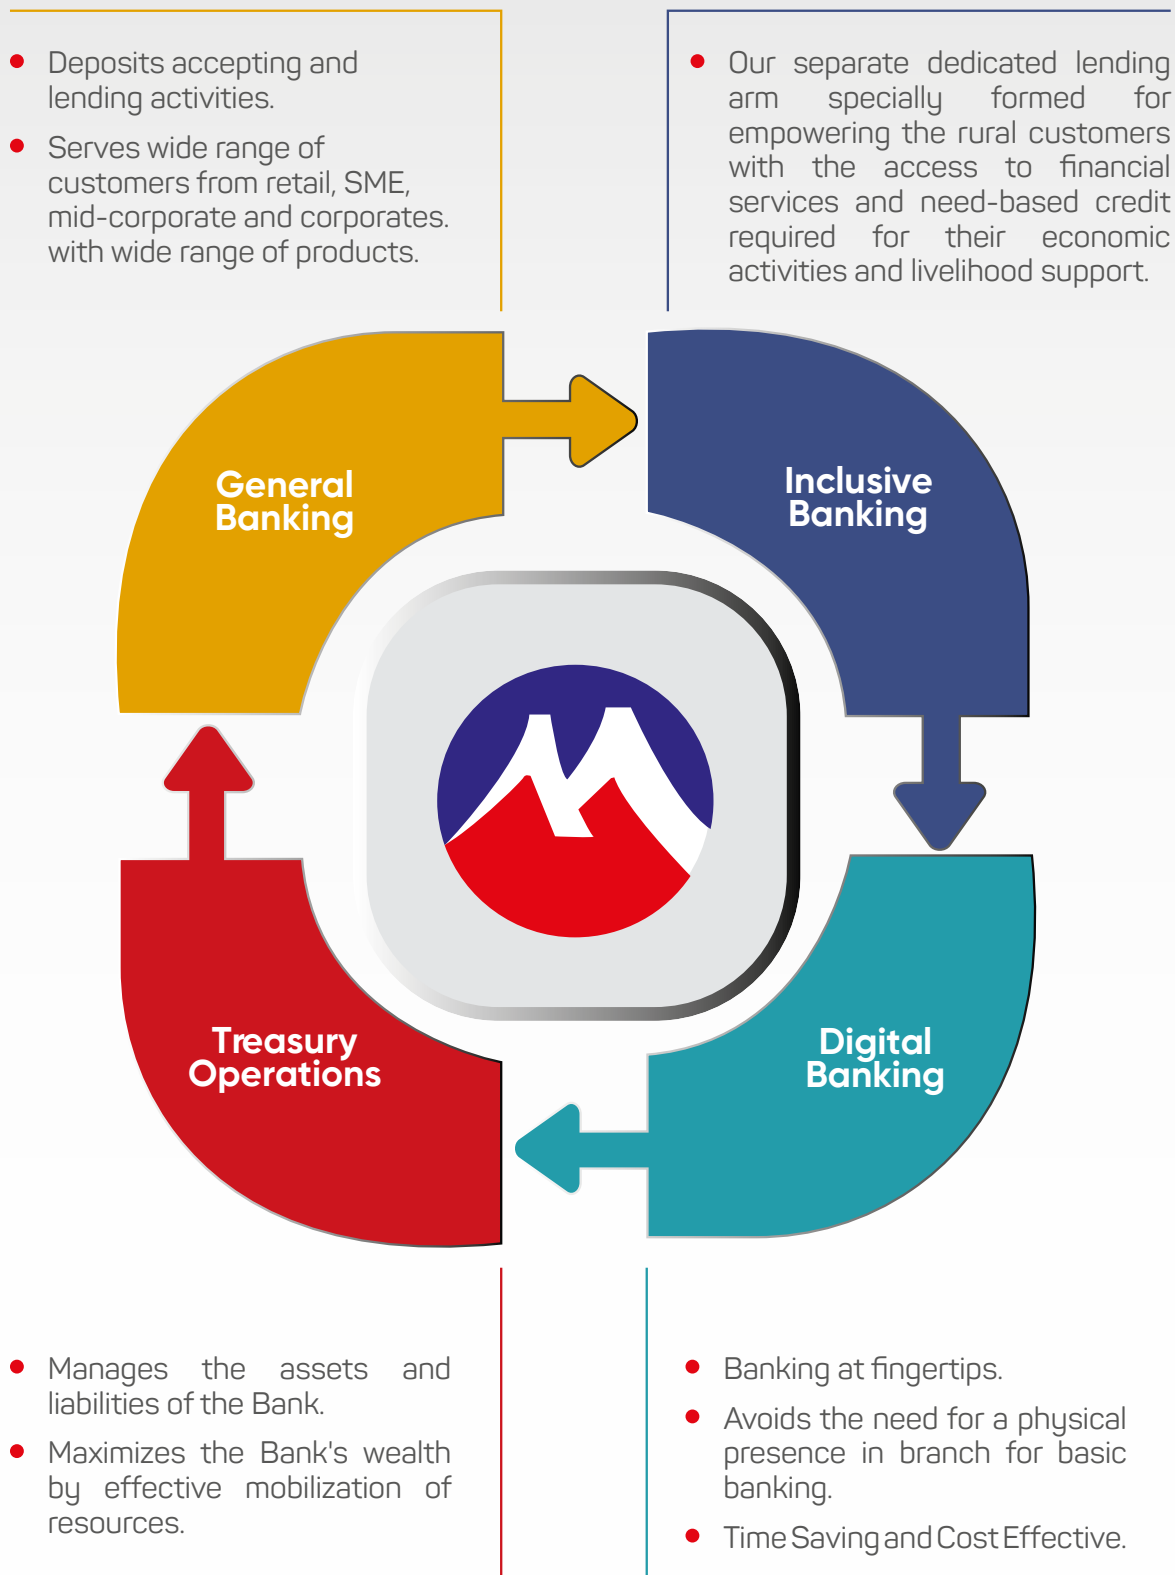 Deposits accepting and
lending activities.
Serves wide range of
customers from retail, SME,
mid-corporate and corporates.
with wide range of products.
Our separate dedicated lending
arm specially formed for
empowering the rural customers
with the access to financial
services and need-based credit
required for their economic
activities and livelihood support.
General
Banking
Inclusive
Banking
Treasury
Operations
Digital
Banking
Manages the assets and
liabilities of the Bank.
Maximizes the Bank's wealth
by effective mobilization of
resources.
Banking at fingertips.
Avoids the need for a physical
presence in branch for basic
banking.
Time Saving and Cost Effective.